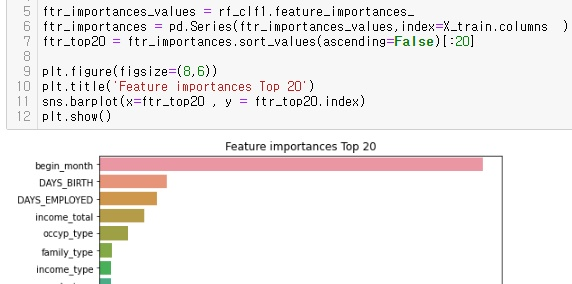 5 ftr_importances_values = rf_clf1.feature_importances_
6 ftr_importances = pd.Series(ftr_importances_values,index=X_train.columns )
7 ftr_top20 = ftr_importances.sort_values(ascending=False)[:20]
8
9 plt.figure(figsize=(8,6))
10 plt.title('Feature importances Top 20')
11 sns.barplot(x=ftr_top20 , y = ftr_top20.index)
12 plt.show()
Feature importances Top 20
begin_month
DAYS_BIRTH
DAYS_EMPLOYED
income_total
occyp_type
family_type
income_type